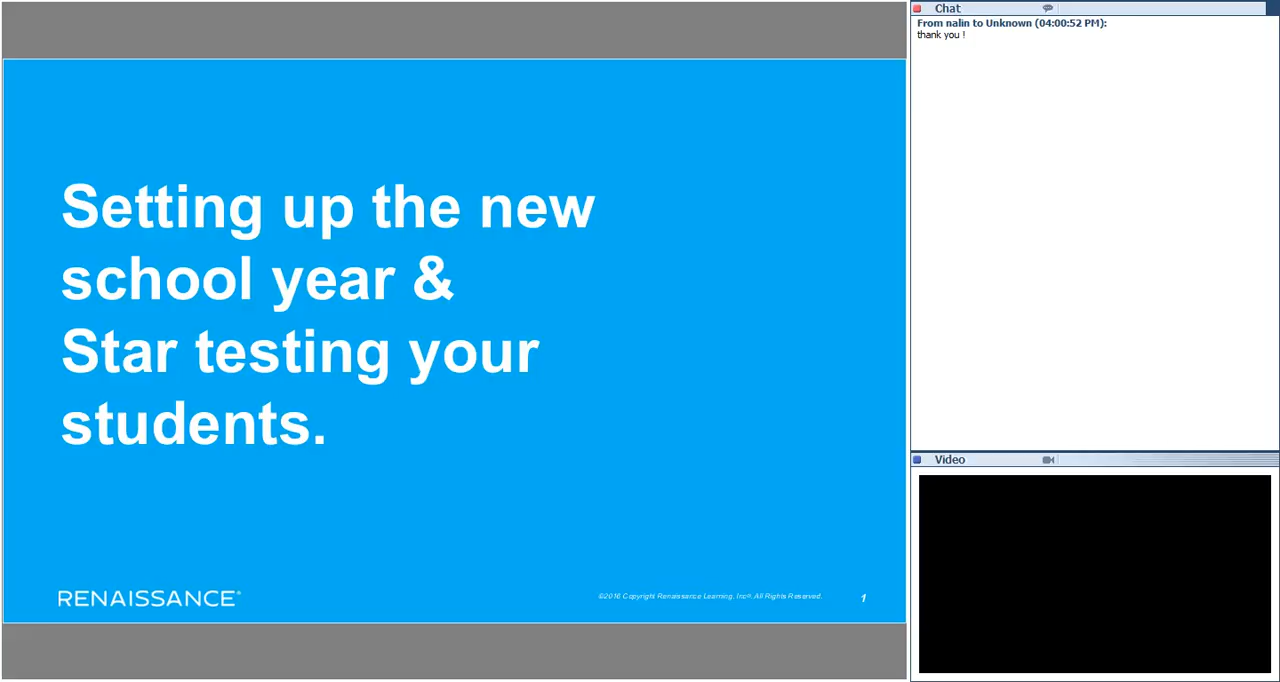 Setting up the new
school year &
Star testing your
students.
RENAISSANCE®
©2016 Copyright Renaissance Learning, Inc. All Rights Reserved.
1
Chat
From nalin to Unknown (04:00:52 PM):
thank you !
Video